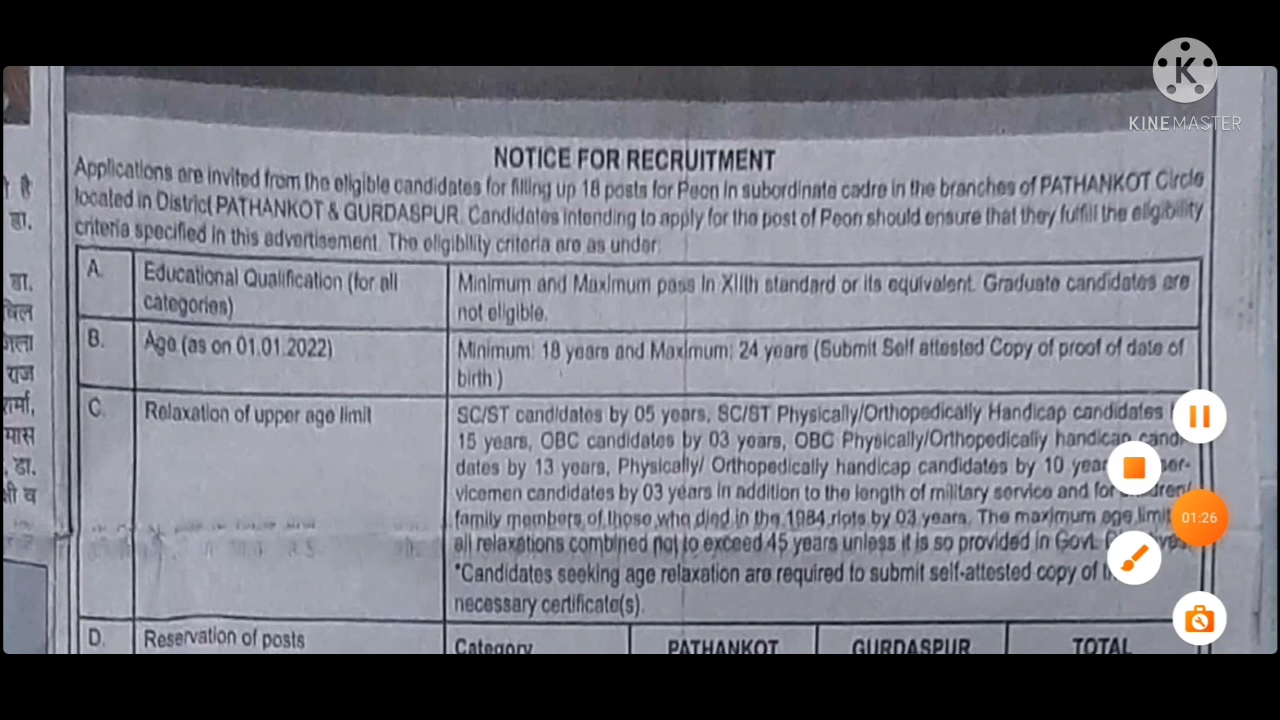 KINEMASTER
NOTICE FOR RECRUITMENT
Applications are invited from the eligible candidates for filling up 18 posts for Peon in subordinate cadre in the branches of PATHANKOT Circle
located in District PATHANKOT & GURDASPUR. Candidates intending to apply for the post of Peon should ensure that they fulfill the eligibility
criteria specified in this advertisement. The eligibility criteria are as under:
A. Educational Qualification (for all
categories)
Minimum and Maximum pass in XIIth standard or its equivalent. Graduate candidates are
not eligible.
B. Age (as on 01.01.2022)
Minimum: 18 years and Maximum: 24 years (Submit Self attested Copy of proof of date of
birth )
C. Relaxation of upper age limit
SC/ST candidates by 05 years, SC/ST Physically/Orthopedically Handicap candidates
15 years, OBC candidates by 03 years, OBC Physically/Orthopedically handicap candi-
dates by 13 years, Physically/ Orthopedically handicap candidates by 10
vicemen candidates by 03 years in addition to the length of military service and for
family members of those who died in the 1984 riots by 03 years. The maximum age limit
all relaxations combined not to exceed 45 years unless it is so provided in Govt.
*Candidates seeking age relaxation are required to submit self-attested copy of
necessary certificate(s).
D. Reservation of posts
Category PATHANKOT GURDASPUR TOTAL
डा.
डा.
राज
01:26